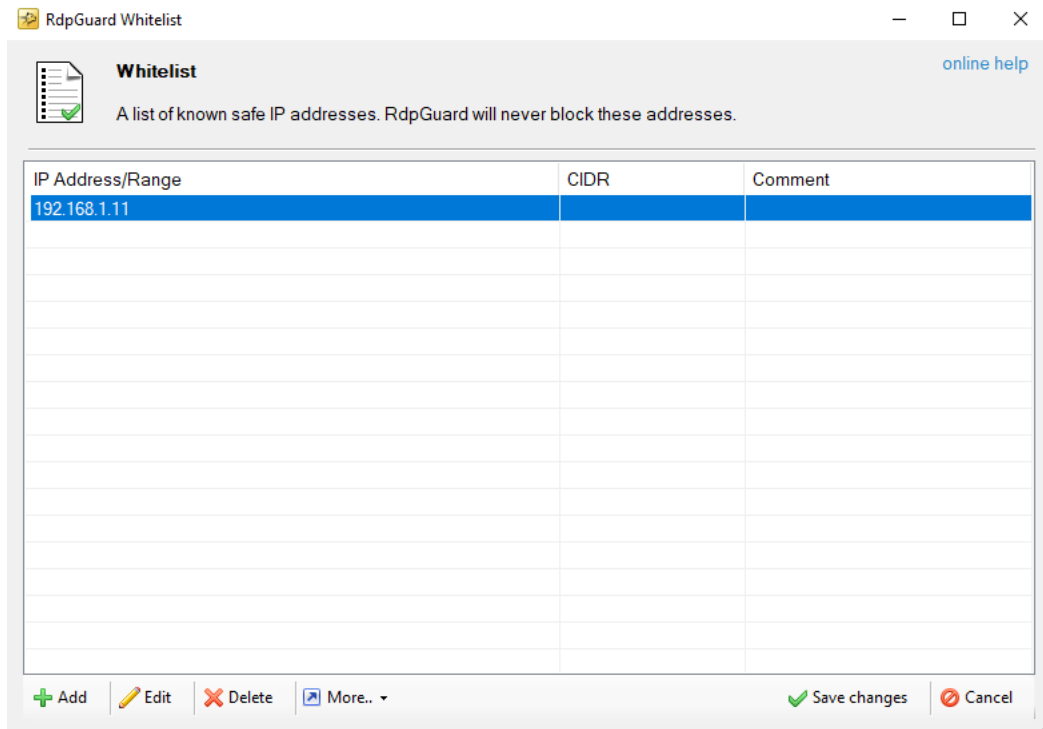 RdpGuard Whitelist
Whitelist
online help
A list of known safe IP addresses. RdpGuard will never block these addresses.
IP Address/Range CIDR Comment
192.168.1.11
Add Edit Delete More.. Save changes Cancel